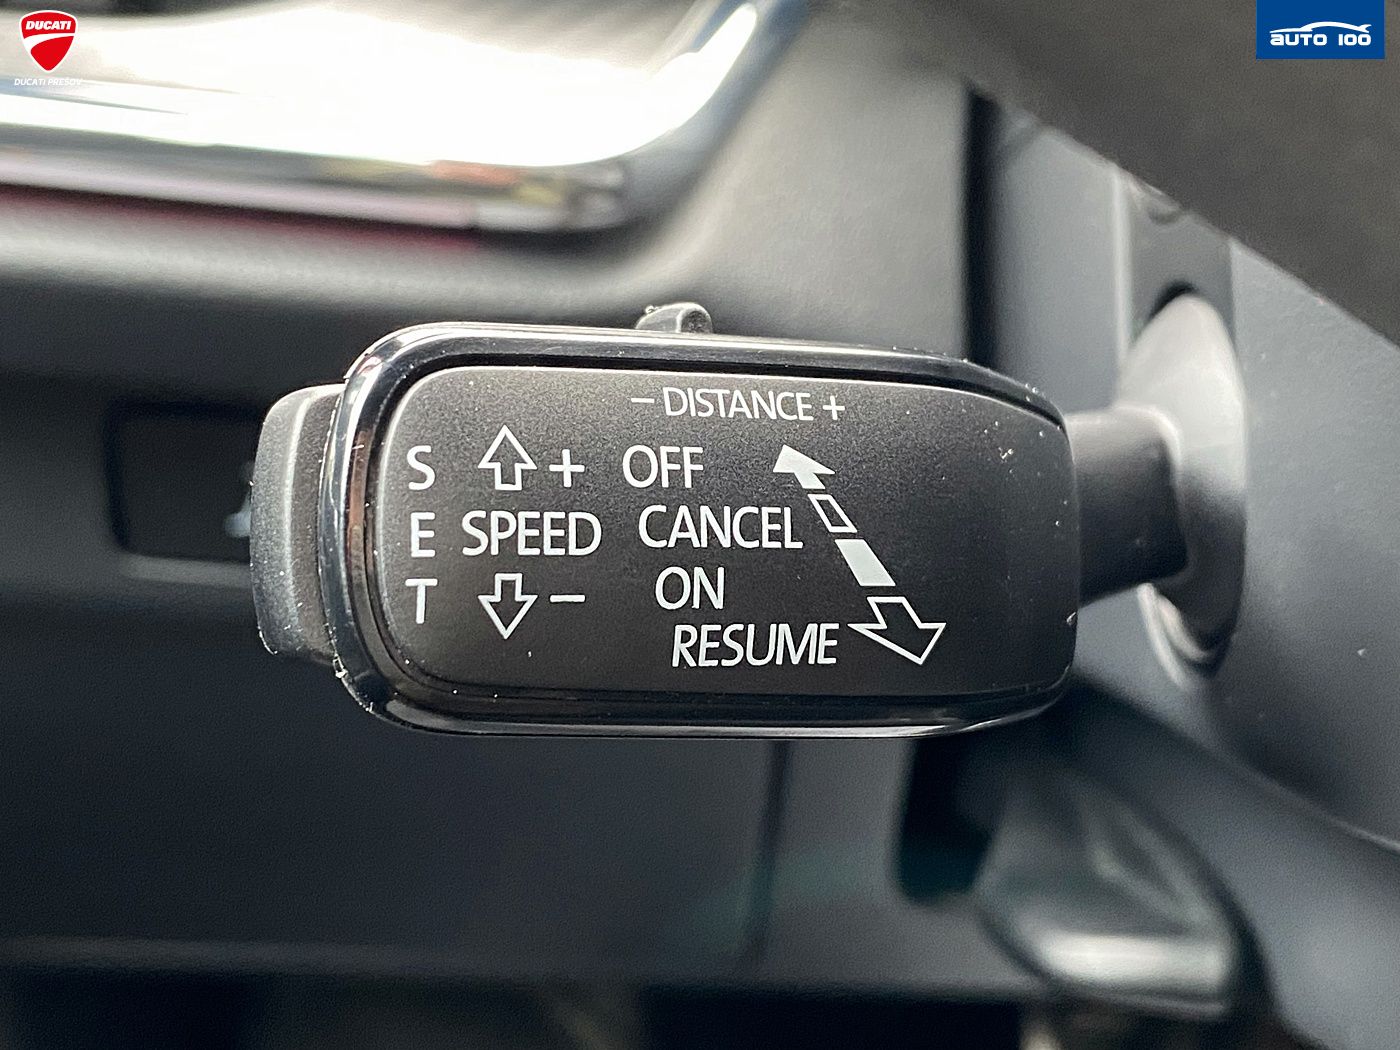 DUCATI
DUCATI PREŠOV
AUTO 100
– DISTANCE +
S + OFF
E SPEED CANCEL
T – ON
RESUME